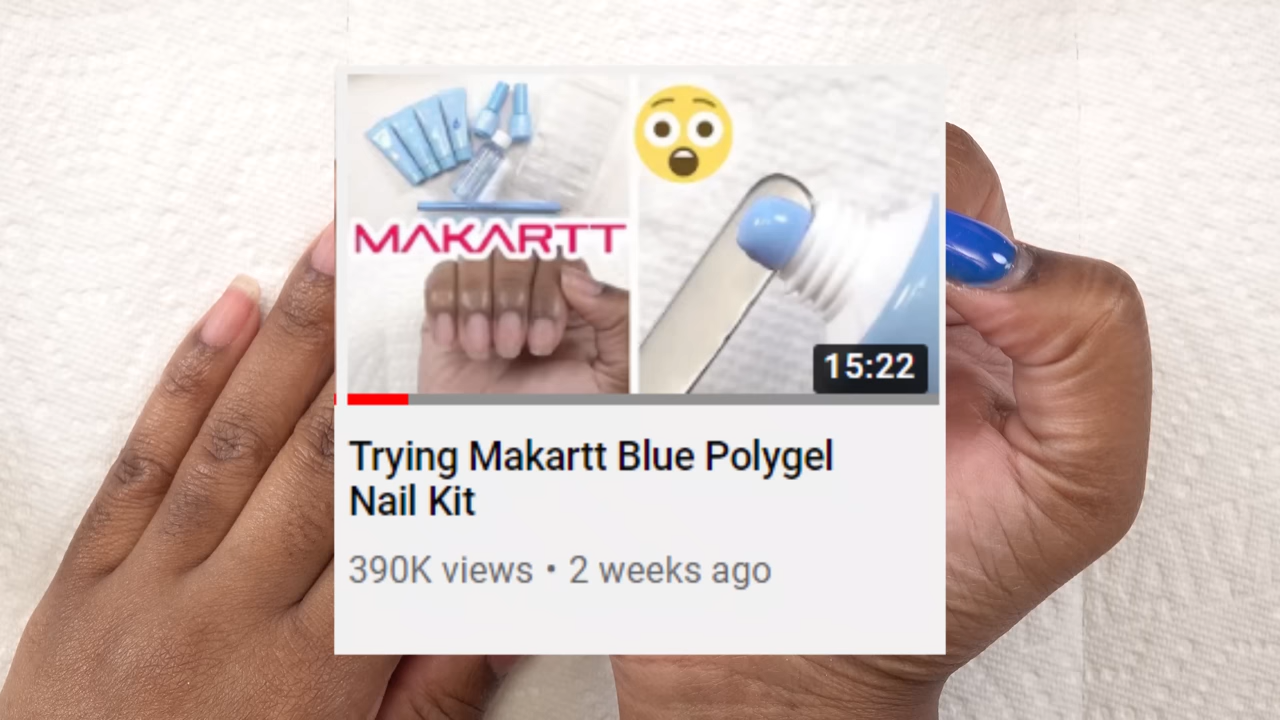 MAKARTT
15:22
Trying Makartt Blue Polygel
Nail Kit
390K views • 2 weeks ago